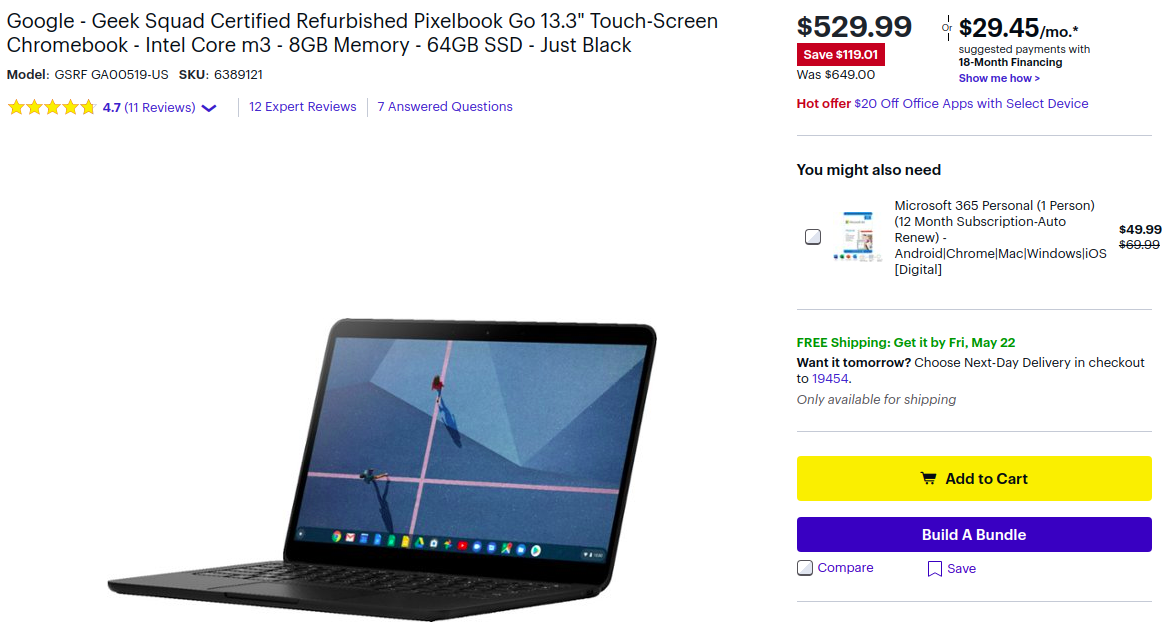 Google - Geek Squad Certified Refurbished Pixelbook Go 13.3" Touch-Screen
Chromebook - Intel Core m3 - 8GB Memory - 64GB SSD - Just Black
Model: GSRF GA00519-US SKU: 6389121
4.7 (11 Reviews)
12 Expert Reviews
7 Answered Questions
$529.99
Save $119.01
Was $649.00
Or
$29.45/mo.*
suggested payments with
18-Month Financing
Show me how >
Hot offer $20 Off Office Apps with Select Device
You might also need
Microsoft 365 Personal (1 Person)
(12 Month Subscription-Auto
Renew) -
Android|Chrome|Mac|Windows|iOS
[Digital]
$49.99
$69.99
FREE Shipping: Get it by Fri, May 22
Want it tomorrow? Choose Next-Day Delivery in checkout
to 19454.
Only available for shipping
Add to Cart
Build A Bundle
Compare
Save